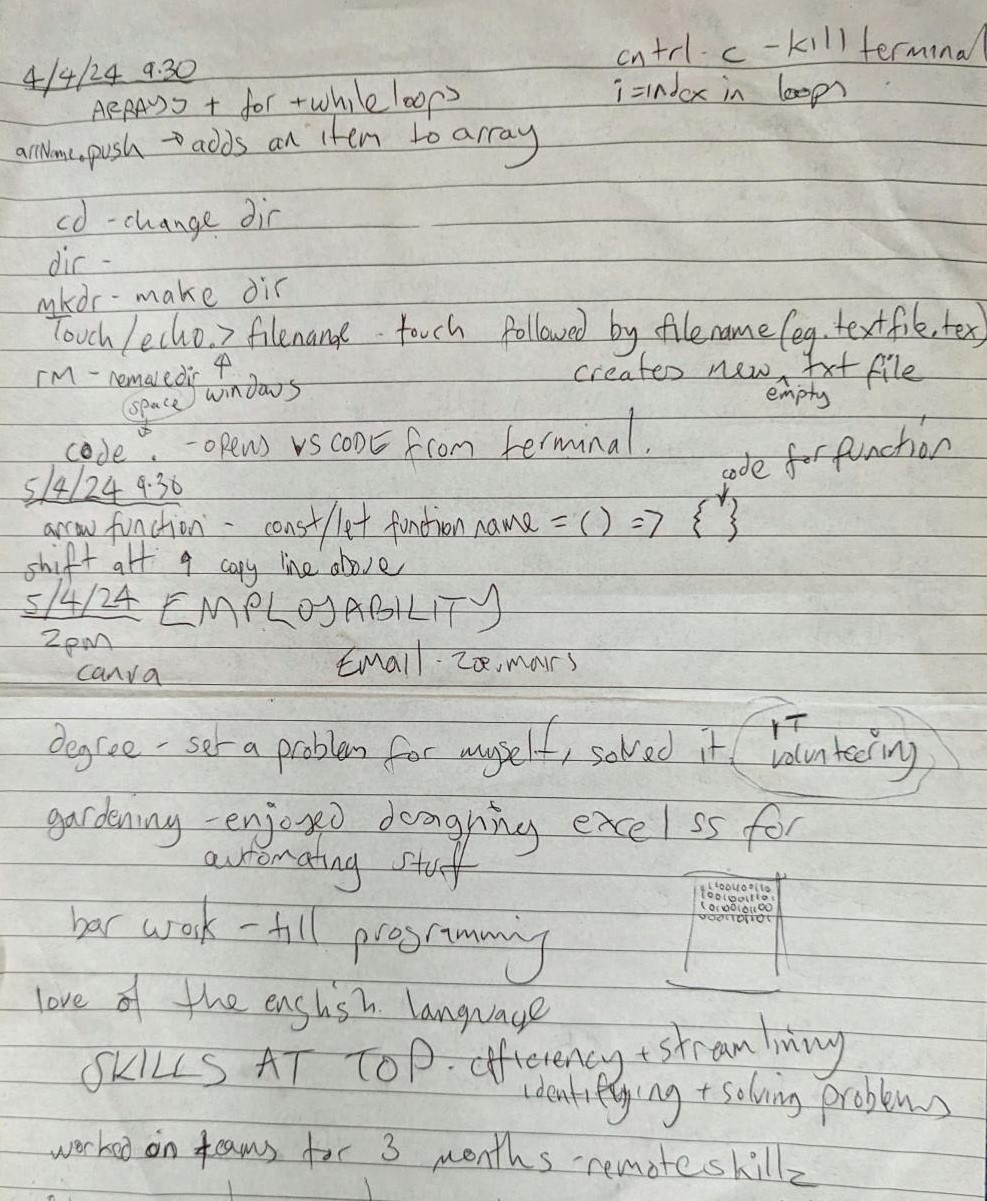 4/4/24 9.30
cntrl - c - kill terminal
ARRAYS + for + while loops
i = index in loops
arrName.push → adds an item to array
cd - change dir
dir -
mkdr - make dir
Touch / echo.> filename - touch followed by filename (eg. textfile.tex)
creates new txt file
empty
rm - remove dir ↑ windows
space
code . - opens VS CODE from terminal.
code for function
5/4/24 9.30
arrow function - const/let function name = () => { }
shift alt ↑ copy line above
5/4/24 EMPLOYABILITY
2pm
canva
Email - zoe.mairs
degree - set a problem for myself, solved it.
IT volunteering
gardening - enjoyed designing excel ss for
automating stuff
bar work - till programming
love of the english language
SKILLS AT TOP. efficiency + streamlining
identifying + solving problems
worked on teams for 3 months - remote skillz